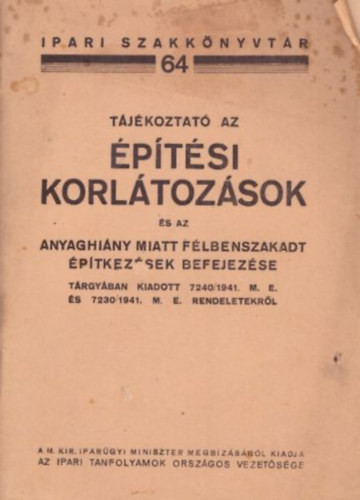 IPARI SZAKKÖNYVTÁR
64
TÁJÉKOZTATÓ AZ
ÉPÍTÉSI
KORLÁTOZÁSOK
ÉS AZ
ANYAGHIÁNY MIATT FÉLBENSZAKADT
ÉPÍTKEZÉSEK BEFEJEZÉSE
TÁRGYÁBAN KIADOTT 7240/1941. M. E.
ÉS 7230/1941. M. E. RENDELETEKRŐL
A M. KIR. IPARÜGYI MINISZTER MEGBÍZÁSÁBÓL KIADJA
AZ IPARI TANFOLYAMOK ORSZÁGOS VEZETŐSÉGE